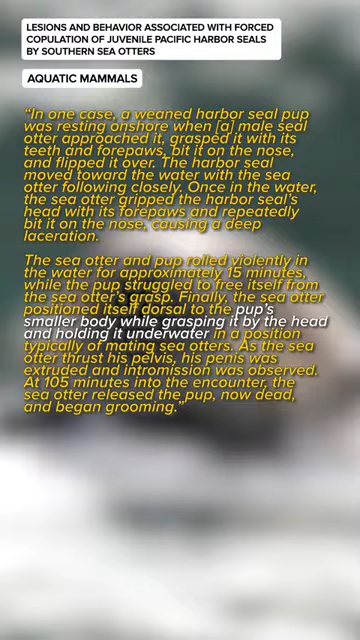 LESIONS AND BEHAVIOR ASSOCIATED WITH FORCED
COPULATION OF JUVENILE PACIFIC HARBOR SEALS
BY SOUTHERN SEA OTTERS
AQUATIC MAMMALS
“In one case, a weaned harbor seal pup
was resting onshore when [a] male seal
otter approached it, grasped it with its
teeth and forepaws, bit it on the nose,
and flipped it over. The harbor seal
moved toward the water with the sea
otter following closely. Once in the water,
the sea otter gripped the harbor seal’s
head with its forepaws and repeatedly
bit it on the nose, causing a deep
laceration.
The sea otter and pup rolled violently in
the water for approximately 15 minutes,
while the pup struggled to free itself from
the sea otter’s grasp. Finally, the sea otter
positioned itself dorsal to the pup’s
smaller body while grasping it by the head
and holding it underwater in a position
typically of mating sea otters. As the sea
otter thrust his pelvis, his penis was
extruded and intromission was observed.
At 105 minutes into the encounter, the
sea otter released the pup, now dead,
and began grooming.”